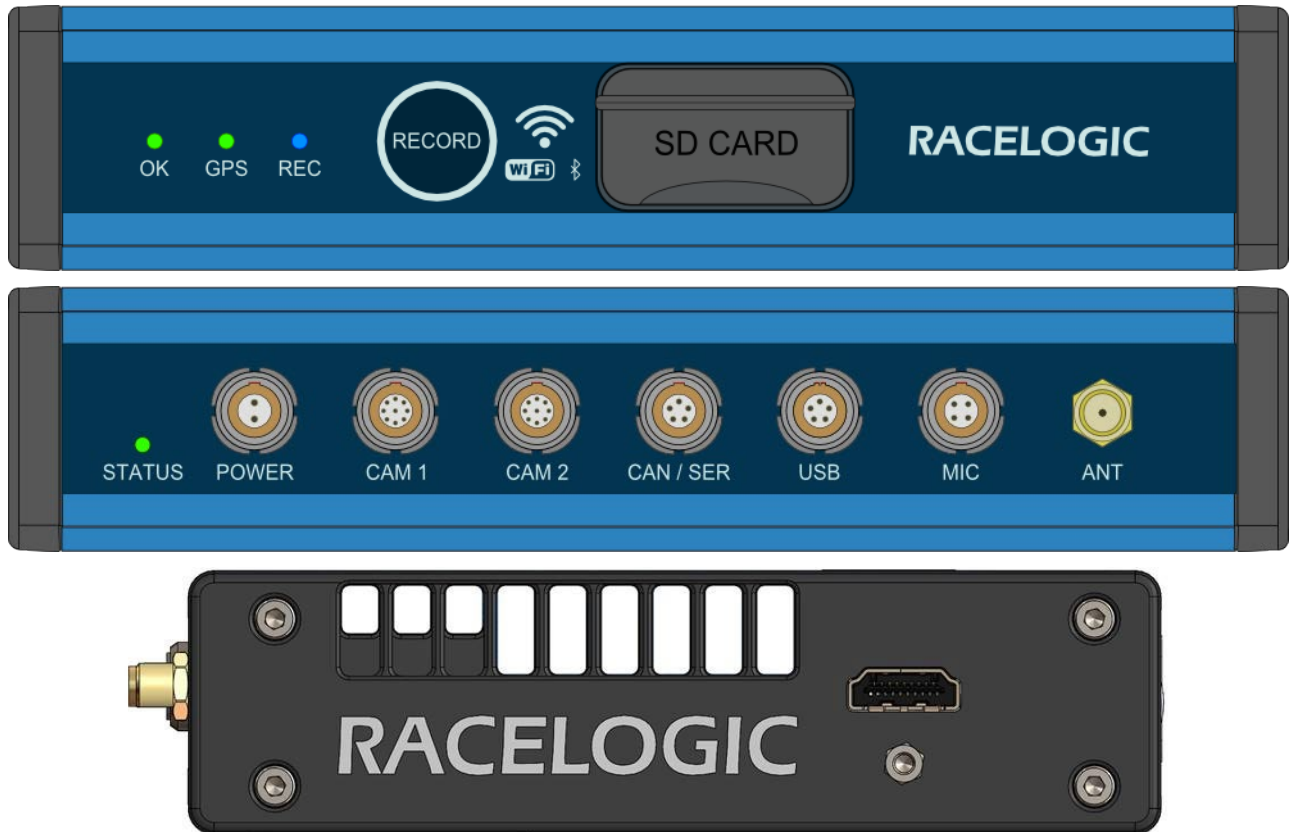 RECORD
SD CARD
RACELOGIC
OK GPS REC
WiFi
STATUS POWER CAM 1 CAM 2 CAN / SER USB MIC ANT
RACELOGIC